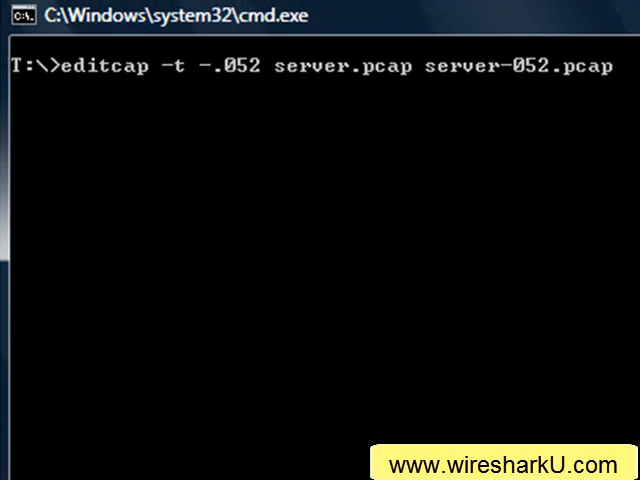 C:\Windows\system32\cmd.exe
T:\>editcap -t -.052 server.pcap server-052.pcap
www.wiresharkU.com